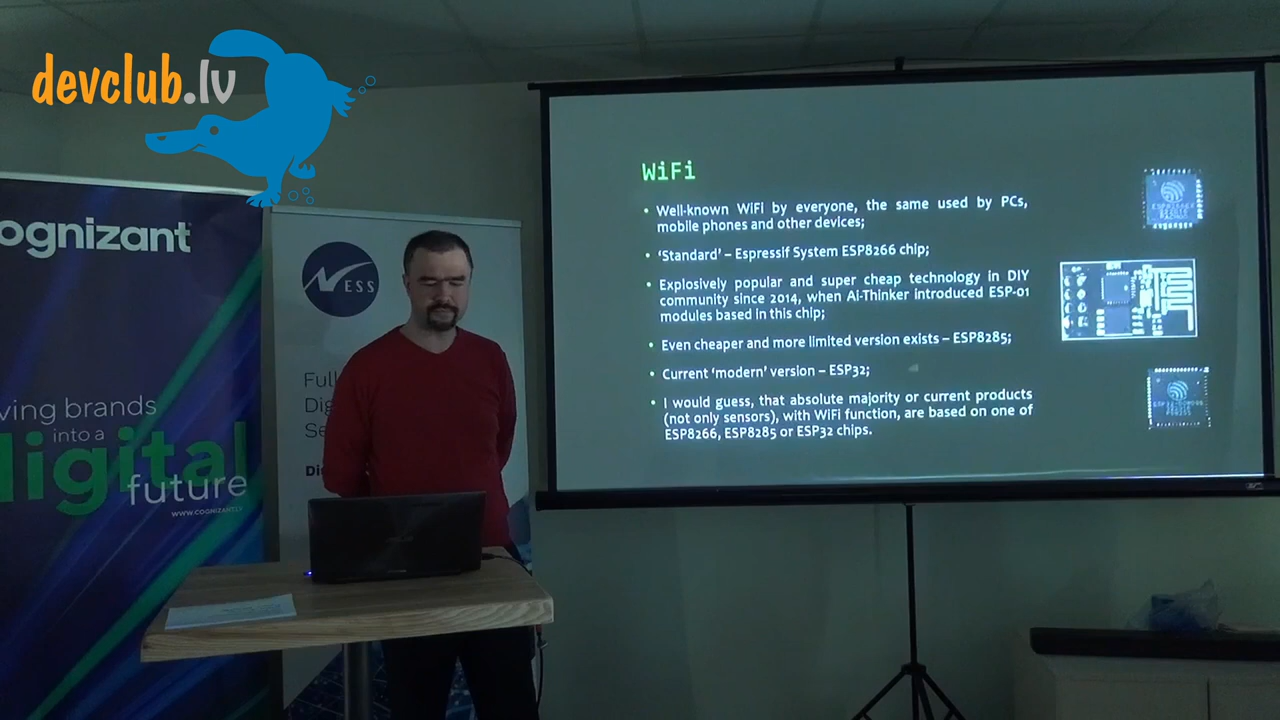 devclub.lv
ognizant
ving brands
into a
digital
future
WWW.COGNIZANT.LV
NESS
Full
Dig
Se
Di
WiFi
• Well-known WiFi by everyone, the same used by PCs,
mobile phones and other devices;
• 'Standard' – Espressif System ESP8266 chip;
• Explosively popular and super cheap technology in DIY
community since 2014, when AI-Thinker introduced ESP-01
modules based in this chip;
• Even cheaper and more limited version exists – ESP8285;
• Current 'modern' version – ESP32;
• I would guess, that absolute majority or current products
(not only sensors), with WiFi function, are based on one of
ESP8266, ESP8285 or ESP32 chips.